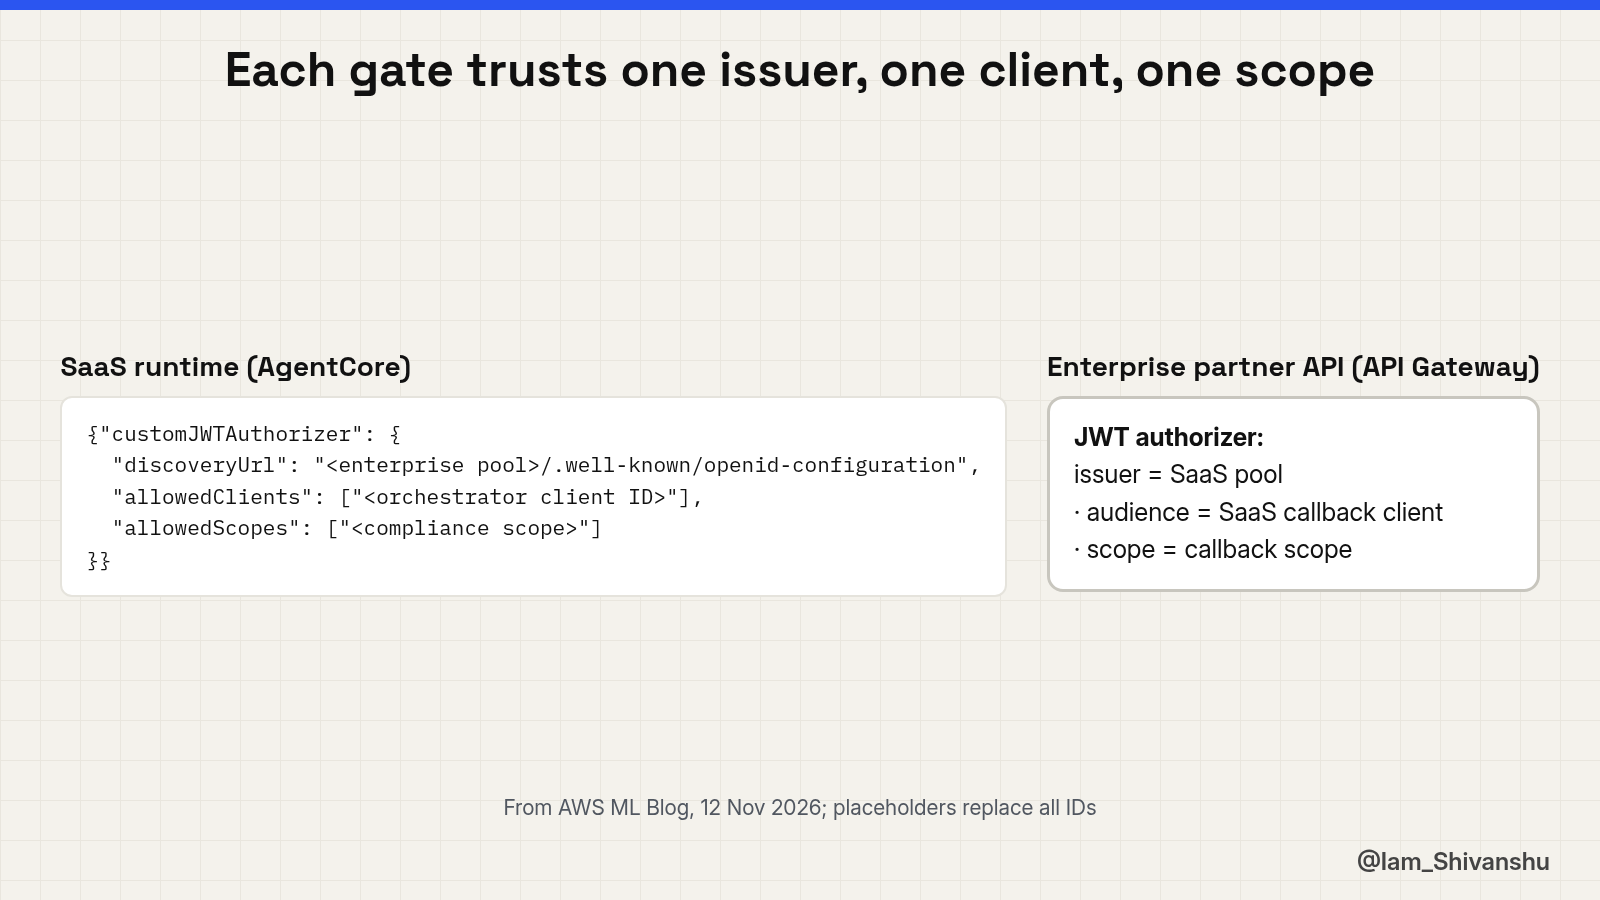 Each gate trusts one issuer, one client, one scope
SaaS runtime (AgentCore)
{"customJWTAuthorizer": {
  "discoveryUrl": "<enterprise pool>/.well-known/openid-configuration",
  "allowedClients": ["<orchestrator client ID>"],
  "allowedScopes": ["<compliance scope>"]
}}
Enterprise partner API (API Gateway)
JWT authorizer:
issuer = SaaS pool
· audience = SaaS callback client
· scope = callback scope
From AWS ML Blog, 12 Nov 2026; placeholders replace all IDs
@Iam_Shivanshu